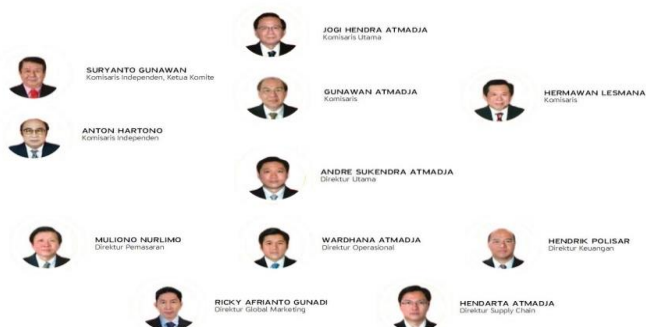 JOGI HENDRA ATMADJA
Komisaris Utama
SURYANTO GUNAWAN
Komisaris Independen, Ketua Komite
GUNAWAN ATMADJA
Komisaris
HERMAWAN LESMANA
Komisaris
ANTON HARTONO
Komisaris Independen
ANDRE SUKENDRA ATMADJA
Direktur Utama
MULIONO NURLIMO
Direktur Pemasaran
WARDHANA ATMADJA
Direktur Operasional
HENDRIK POLISAR
Direktur Keuangan
RICKY AFRIANTO GUNADI
Direktur Global Marketing
HENDARTA ATMADJA
Direktur Supply Chain